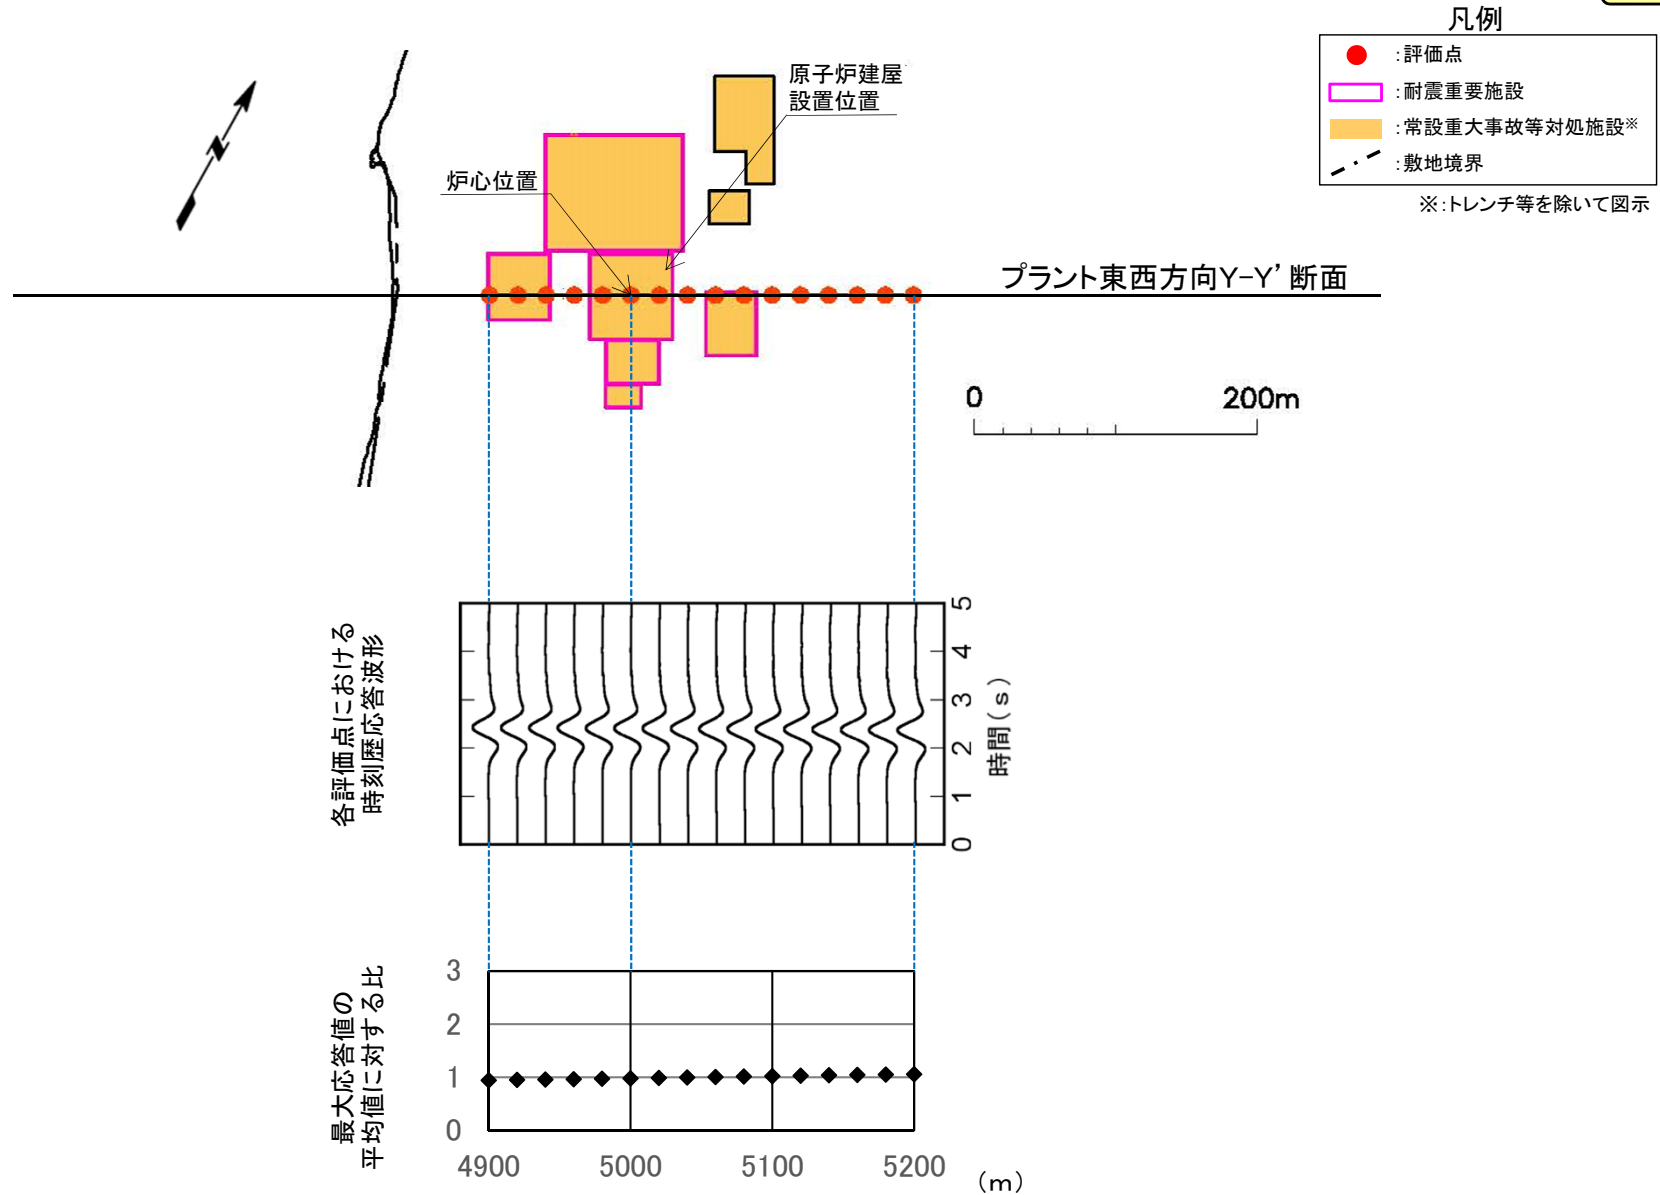 凡例
:評価点
:耐震重要施設
:常設重大事故等対処施設※
:敷地境界
※:トレンチ等を除いて図示
原子炉建屋
設置位置
炉心位置
N
プラント東西方向Y-Y’断面
0 200m
各評価点における
時刻歴応答波形
5
4
3
2
1
0
時間(s)
最大応答値の
平均値に対する比
3
2
1
0
4900 5000 5100 5200
(m)